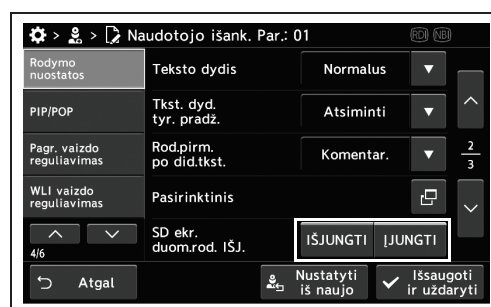 > > Naudotojo išank. Par.: 01 RDI NBI
Rodymo
nuostatos
Teksto dydis
Normalus
PIP/POP
Tkst. dyd.
tyr. pradž.
Atsiminti
Pagr. vaizdo
reguliavimas
Rod.pirm.
po did.tkst.
Komentar.
2
3
WLI vaizdo
reguliavimas
Pasirinktinis
4/6
SD ekr.
duom.rod. IŠJ.
IŠJUNGTI
ĮJUNGTI
Atgal
Nustatyti
iš naujo
Išsaugoti
ir uždaryti